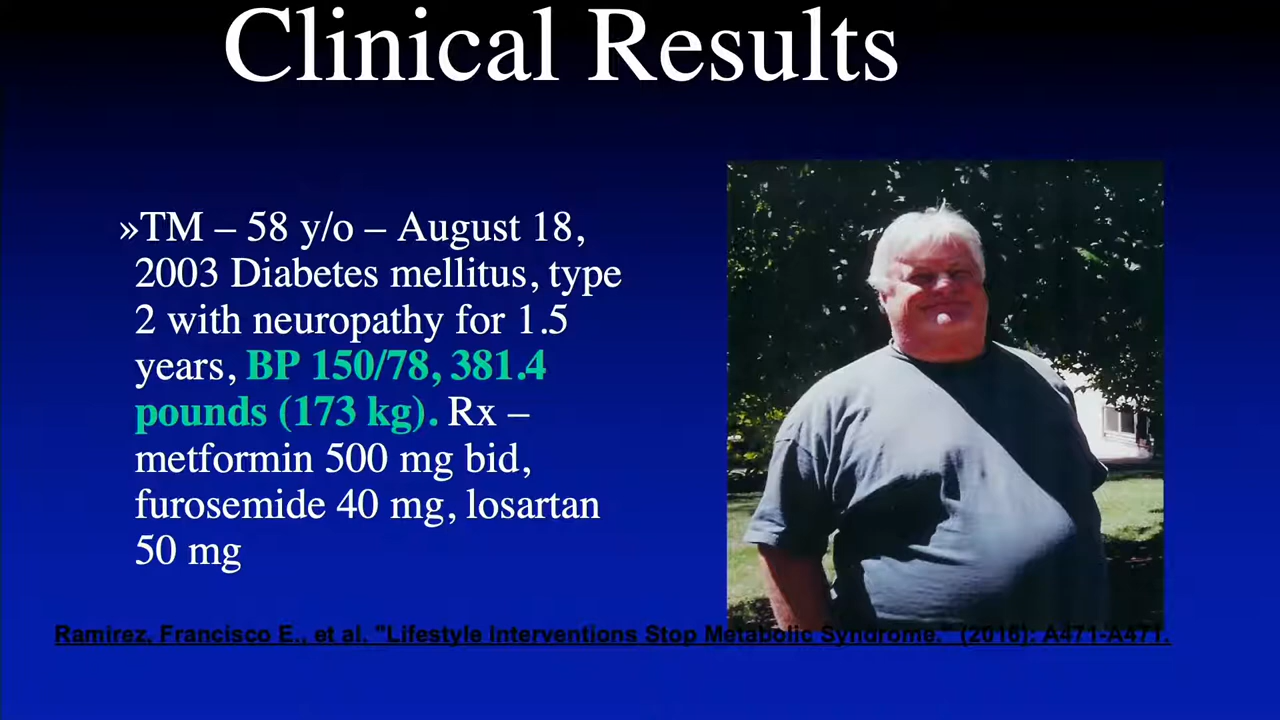 Clinical Results
»TM – 58 y/o – August 18,
2003 Diabetes mellitus, type
2 with neuropathy for 1.5
years, BP 150/78, 381.4
pounds (173 kg). Rx –
metformin 500 mg bid,
furosemide 40 mg, losartan
50 mg
Ramirez, Francisco E., et al. "Lifestyle Interventions Stop Metabolic Syndrome." (2016): A471-A471.